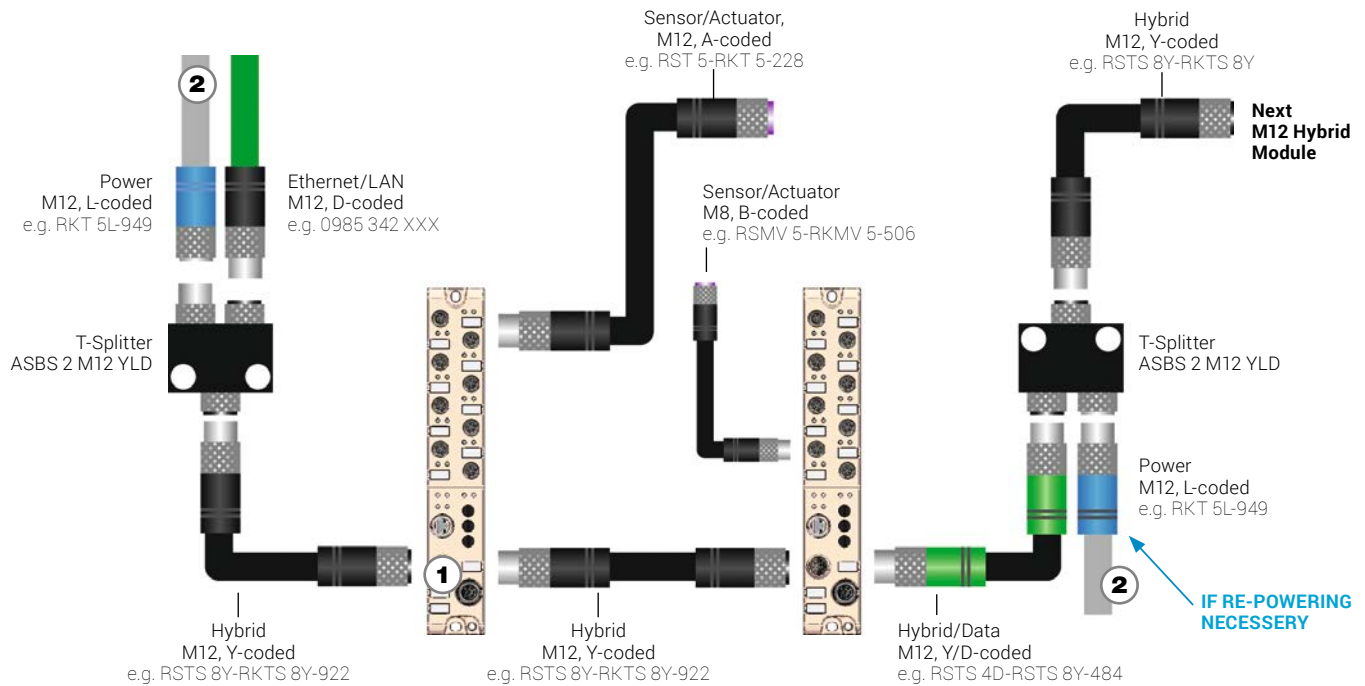 Sensor/Actuator,
M12, A-coded
e.g. RST 5-RKT 5-228
Hybrid
M12, Y-coded
e.g. RSTS 8Y-RKTS 8Y
2
Next
M12 Hybrid
Module
Power
M12, L-coded
e.g. RKT 5L-949
Ethernet/LAN
M12, D-coded
e.g. 0985 342 XXX
Sensor/Actuator
M8, B-coded
e.g. RSMV 5-RKMV 5-506
T-Splitter
ASBS 2 M12 YLD
T-Splitter
ASBS 2 M12 YLD
Power
M12, L-coded
e.g. RKT 5L-949
1
2
IF RE-POWERING
NECESSERY
Hybrid
M12, Y-coded
e.g. RSTS 8Y-RKTS 8Y-922
Hybrid
M12, Y-coded
e.g. RSTS 8Y-RKTS 8Y-922
Hybrid/Data
M12, Y/D-coded
e.g. RSTS 4D-RSTS 8Y-484